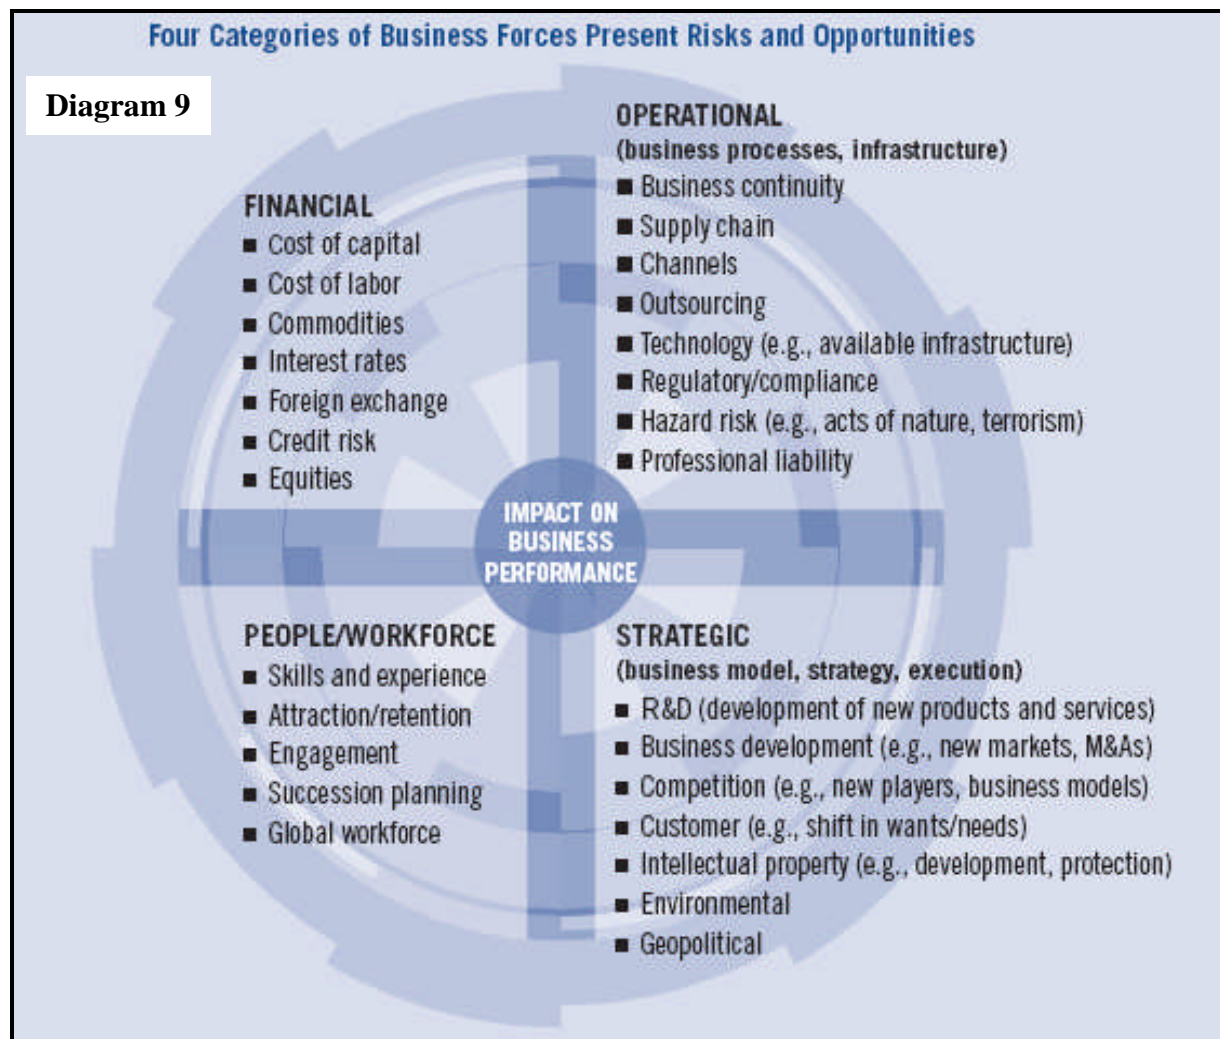 Four Categories of Business Forces Present Risks and Opportunities
Diagram 9
FINANCIAL
■ Cost of capital
■ Cost of labor
■ Commodities
■ Interest rates
■ Foreign exchange
■ Credit risk
■ Equities
OPERATIONAL
(business processes, infrastructure)
■ Business continuity
■ Supply chain
■ Channels
■ Outsourcing
■ Technology (e.g., available infrastructure)
■ Regulatory/compliance
■ Hazard risk (e.g., acts of nature, terrorism)
■ Professional liability
IMPACT ON
BUSINESS
PERFORMANCE
PEOPLE/WORKFORCE
■ Skills and experience
■ Attraction/retention
■ Engagement
■ Succession planning
■ Global workforce
STRATEGIC
(business model, strategy, execution)
■ R&D (development of new products and services)
■ Business development (e.g., new markets, M&As)
■ Competition (e.g., new players, business models)
■ Customer (e.g., shift in wants/needs)
■ Intellectual property (e.g., development, protection)
■ Environmental
■ Geopolitical